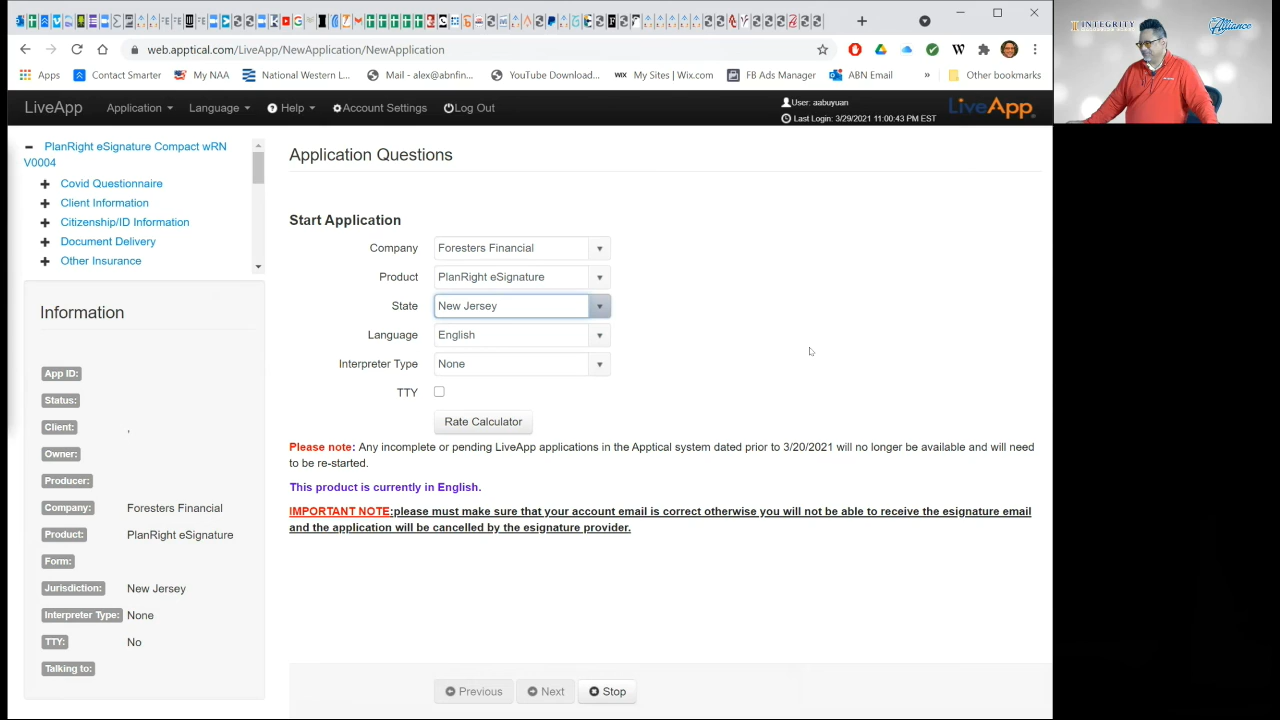 web.apptical.com/LiveApp/NewApplication/NewApplication
Apps
Contact Smarter
My NAA
National Western L...
Mail - alex@abnfin...
YouTube Download...
WIX My Sites | Wix.com
FB Ads Manager
ABN Email
»
Other bookmarks
INTEGRITY
Alliance
LiveApp
Application
Language
Help
Account Settings
Log Out
User: aabuyuan
Last Login: 3/29/2021 11:00:43 PM EST
LiveApp
PlanRight eSignature Compact wRN
V0004
Covid Questionnaire
Client Information
Citizenship/ID Information
Document Delivery
Other Insurance
Information
App ID:
Status:
Client: ,
Owner:
Producer:
Company: Foresters Financial
Product: PlanRight eSignature
Form:
Jurisdiction: New Jersey
Interpreter Type: None
TTY: No
Talking to:
Application Questions
Start Application
Company Foresters Financial
Product PlanRight eSignature
State New Jersey
Language English
Interpreter Type None
TTY
Rate Calculator
Please note: Any incomplete or pending LiveApp applications in the Apptical system dated prior to 3/20/2021 will no longer be available and will need
to be re-started.
This product is currently in English.
IMPORTANT NOTE:please must make sure that your account email is correct otherwise you will not be able to receive the esignature email
and the application will be cancelled by the esignature provider.
Previous
Next
Stop